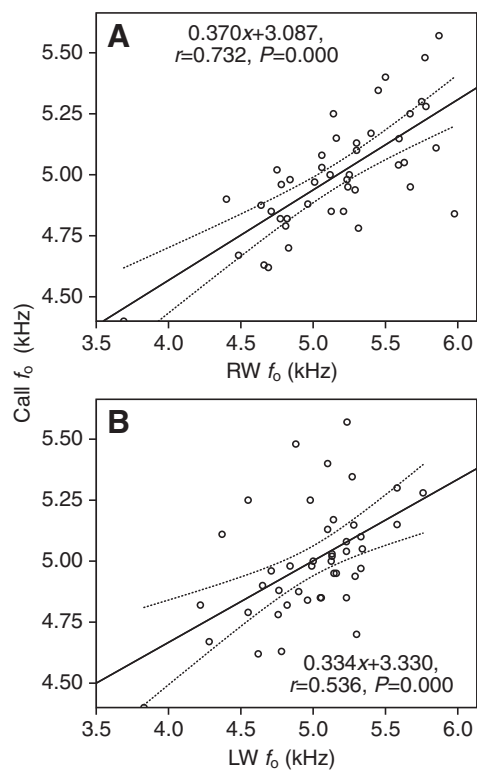 A
0.370x+3.087,
r=0.732, P=0.000
5.50
5.25
5.00
4.75
4.50
3.5 4.0 4.5 5.0 5.5 6.0
RW fo (kHz)
Call fo (kHz)
B
5.50
5.25
5.00
4.75
4.50
0.334x+3.330,
r=0.536, P=0.000
3.5 4.0 4.5 5.0 5.5 6.0
LW fo (kHz)